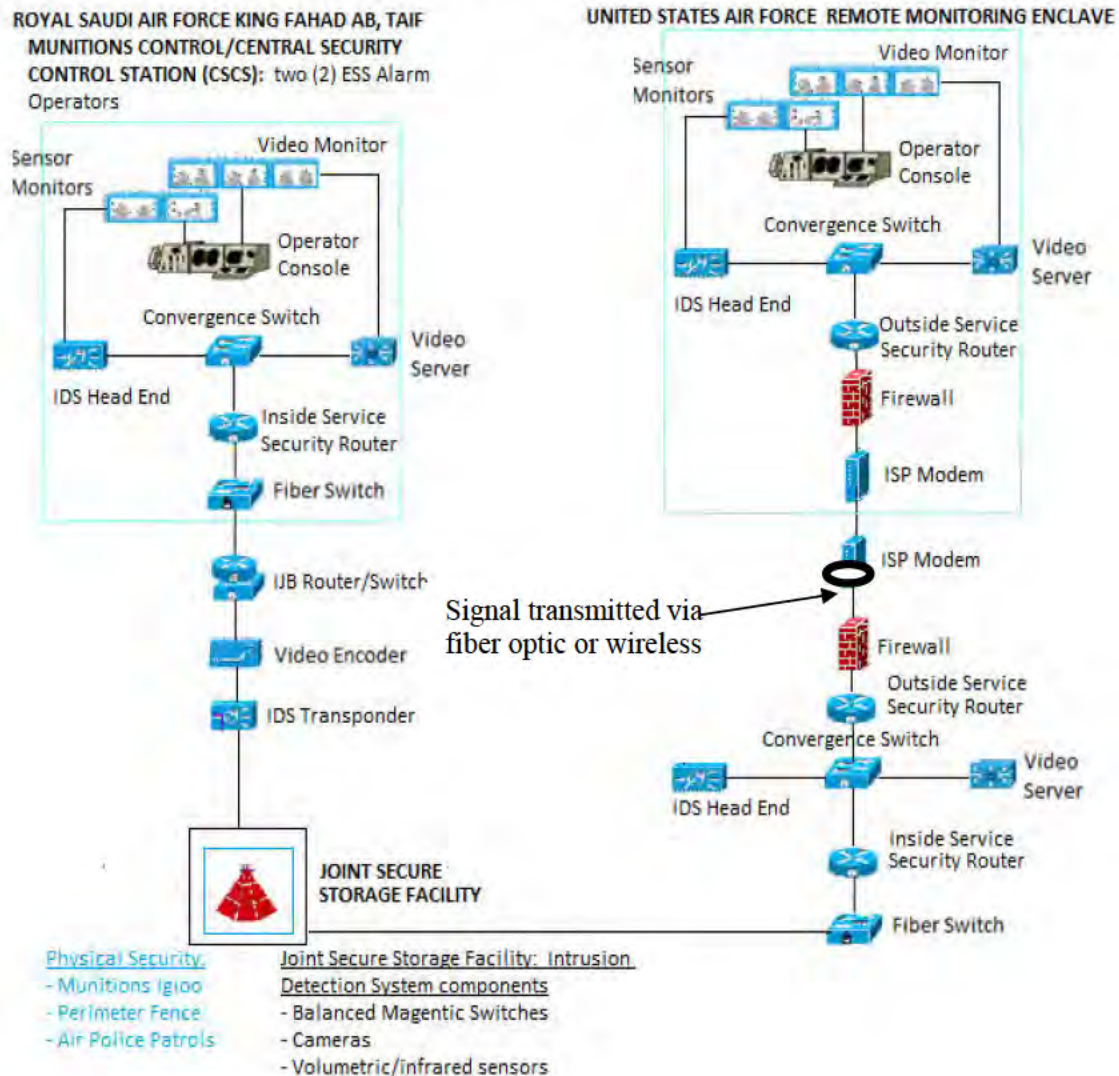 ROYAL SAUDI AIR FORCE KING FAHAD AB, TAIF
MUNITIONS CONTROL/CENTRAL SECURITY
CONTROL STATION (CSCS): two (2) ESS Alarm
Operators
Sensor
Monitors
Video Monitor
Operator
Console
Convergence Switch
IDS Head End
Video
Server
Inside Service
Security Router
Fiber Switch
IJB Router/Switch
Video Encoder
IDS Transponder
JOINT SECURE
STORAGE FACILITY
Physical Security:
- Munitions Igloo
- Perimeter Fence
- Air Police Patrols
Joint Secure Storage Facility: Intrusion
Detection System components
- Balanced Magentic Switches
- Cameras
- Volumetric/infrared sensors
UNITED STATES AIR FORCE REMOTE MONITORING ENCLAVE
Video Monitor
Sensor
Monitors
Operator
Console
Convergence Switch
IDS Head End
Video
Server
Outside Service
Security Router
Firewall
ISP Modem
ISP Modem
Signal transmitted via
fiber optic or wireless
Firewall
Outside Service
Security Router
Convergence Switch
IDS Head End
Video
Server
Inside Service
Security Router
Fiber Switch